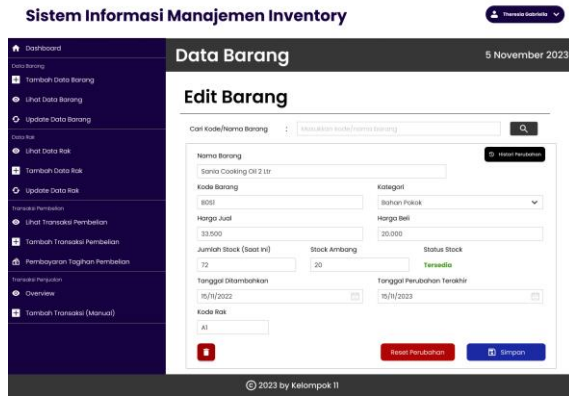 Sistem Informasi Manajemen Inventory
Theresia Gabriella
Dashboard
Data Barang
Tambah Data Barang
Lihat Data Barang
Update Data Barang
Data Rak
Lihat Data Rak
Tambah Data Rak
Update Data Rak
Transaksi Pembelian
Lihat Transaksi Pembelian
Tambah Transaksi Pembelian
Pembayaran Tagihan Pembelian
Transaksi Penjualan
Overview
Tambah Transaksi (Manual)
Data Barang
5 November 2023
Edit Barang
Cari Kode/Nama Barang :
Masukkan kode/nama barang
Histori Perubahan
Nama Barang
Sania Cooking Oil 2 Ltr
Kode Barang Kategori
B0S1 Bahan Pokok
Harga Jual Harga Beli
33.500 20,000
Jumlah Stock (Saat ini) Stock Ambang Status Stock
72 20 Tersedia
Tanggal Ditambahkan Tanggal Perubahan Terakhir
15/11/2022 15/11/2023
Kode Rak
A1
Reset Perubahan Simpan
© 2023 by Kelompok 11